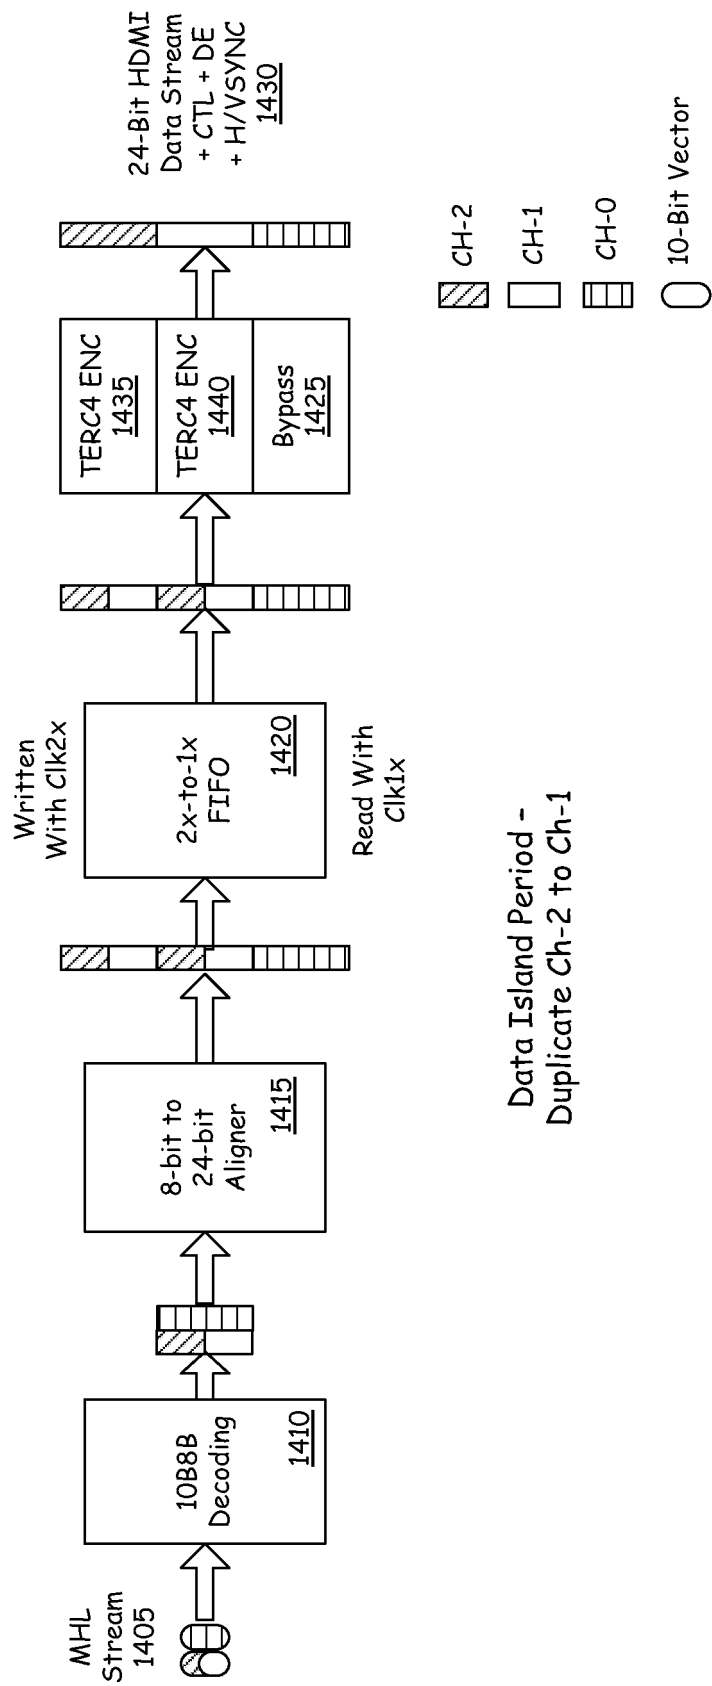 MHL
Stream
1405
10B8B
Decoding
1410
8-bit to
24-bit
Aligner
1415
Written
With Clk2x
2x-to-1x
FIFO
1420
Read With
Clk1x
TERC4 ENC
1435
TERC4 ENC
1440
Bypass
1425
24-Bit HDMI
Data Stream
+ CTL + DE
+ H/VSYNC
1430
CH-2
CH-1
CH-0
10-Bit Vector
Data Island Period -
Duplicate Ch-2 to Ch-1